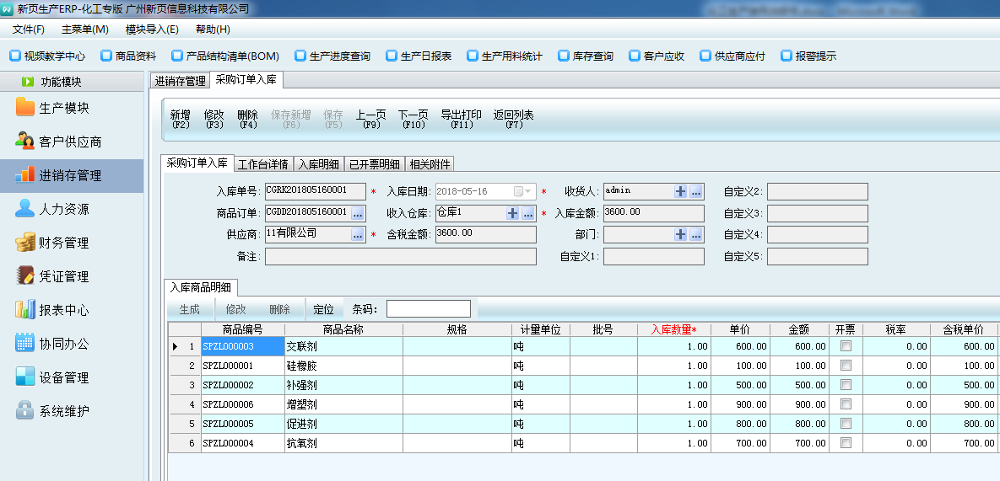 新页生产ERP-化工专版 广州新页信息科技有限公司
文件(F) 主菜单(M) 模块导入(E) 帮助(H)
视频教学中心 商品资料 产品结构清单(BOM) 生产进度查询 生产日报表 生产用料统计 库存查询 客户应收 供应商应付 报警提示
功能模块
生产模块
客户供应商
进销存管理
人力资源
财务管理
凭证管理
报表中心
协同办公
设备管理
系统维护
进销存管理 采购订单入库
新增 修改 删除 保存新增 保存 上一页 下一页 导出打印 返回列表
(F2) (F3) (F4) (F6) (F5) (F9) (F10) (F11) (F7)
采购订单入库 工作台详情 入库明细 已开票明细 相关附件
入库单号: CGRK201805160001 * 入库日期: 2018-05-16 * 收货人: admin 自定义2:
商品订单: CGDD201805160001 收入仓库: 仓库1 * 入库金额: 3600.00 自定义3:
供应商: 11有限公司 * 含税金额: 3600.00 部门: 自定义4:
备注: 自定义1: 自定义5:
入库商品明细
生成 修改 删除 定位 条码:
商品编号 商品名称 规格 计量单位 批号 入库数量* 单价 金额 开票 税率 含税单价
1 SPZL000003 交联剂 吨 1.00 600.00 600.00 0.00 600.00
2 SPZL000001 硅橡胶 吨 1.00 100.00 100.00 0.00 100.00
3 SPZL000002 补强剂 吨 1.00 500.00 500.00 0.00 500.00
4 SPZL000006 增塑剂 吨 1.00 900.00 900.00 0.00 900.00
5 SPZL000005 促进剂 吨 1.00 800.00 800.00 0.00 800.00
6 SPZL000004 抗氧剂 吨 1.00 700.00 700.00 0.00 700.00